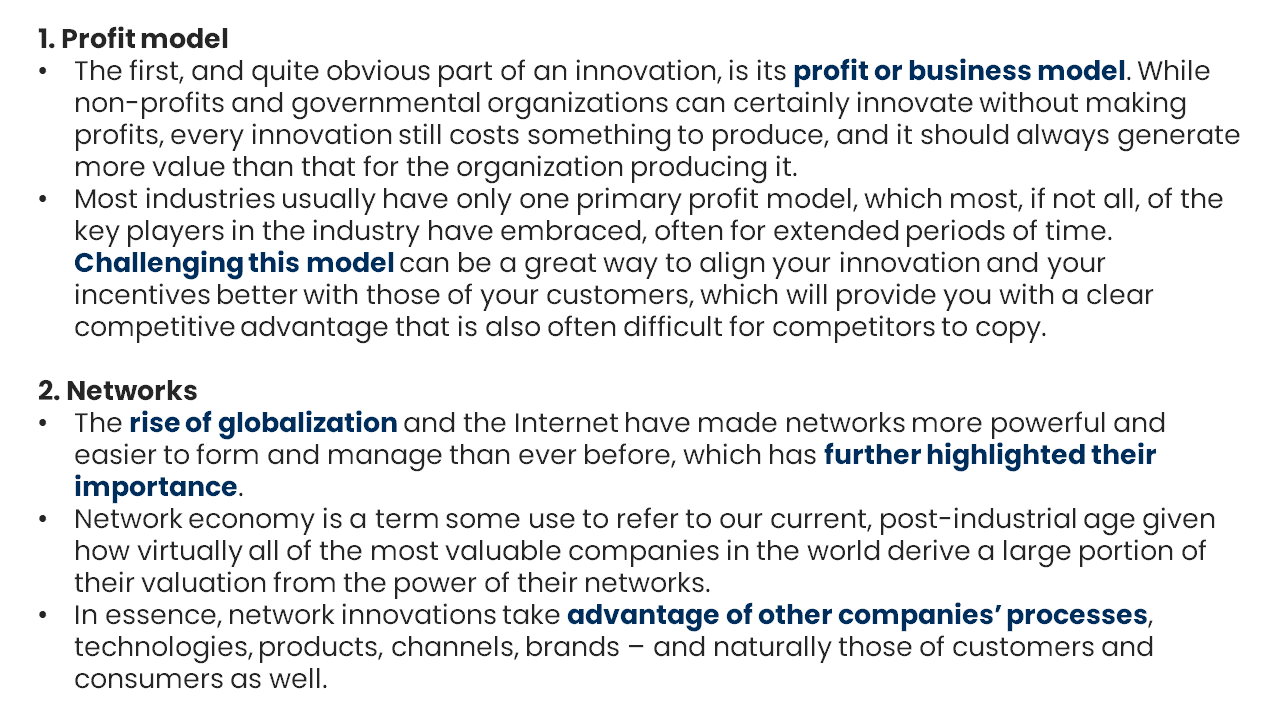 1. Profit model
• The first, and quite obvious part of an innovation, is its profit or business model. While
non-profits and governmental organizations can certainly innovate without making
profits, every innovation still costs something to produce, and it should always generate
more value than that for the organization producing it.
• Most industries usually have only one primary profit model, which most, if not all, of the
key players in the industry have embraced, often for extended periods of time.
Challenging this model can be a great way to align your innovation and your
incentives better with those of your customers, which will provide you with a clear
competitive advantage that is also often difficult for competitors to copy.
2. Networks
• The rise of globalization and the Internet have made networks more powerful and
easier to form and manage than ever before, which has further highlighted their
importance.
• Network economy is a term some use to refer to our current, post-industrial age given
how virtually all of the most valuable companies in the world derive a large portion of
their valuation from the power of their networks.
• In essence, network innovations take advantage of other companies’ processes,
technologies, products, channels, brands – and naturally those of customers and
consumers as well.